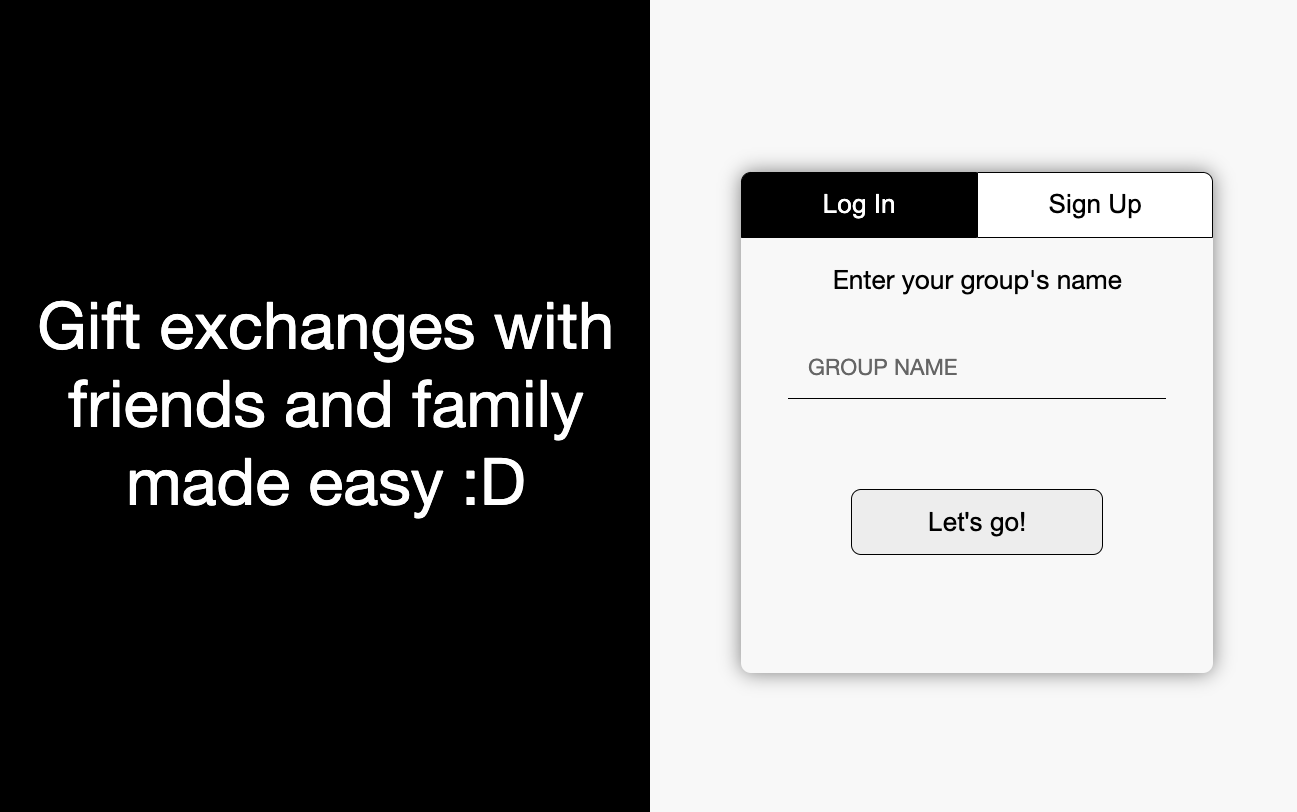 Gift exchanges with
friends and family
made easy :D
Log In
Sign Up
Enter your group's name
GROUP NAME
Let's go!